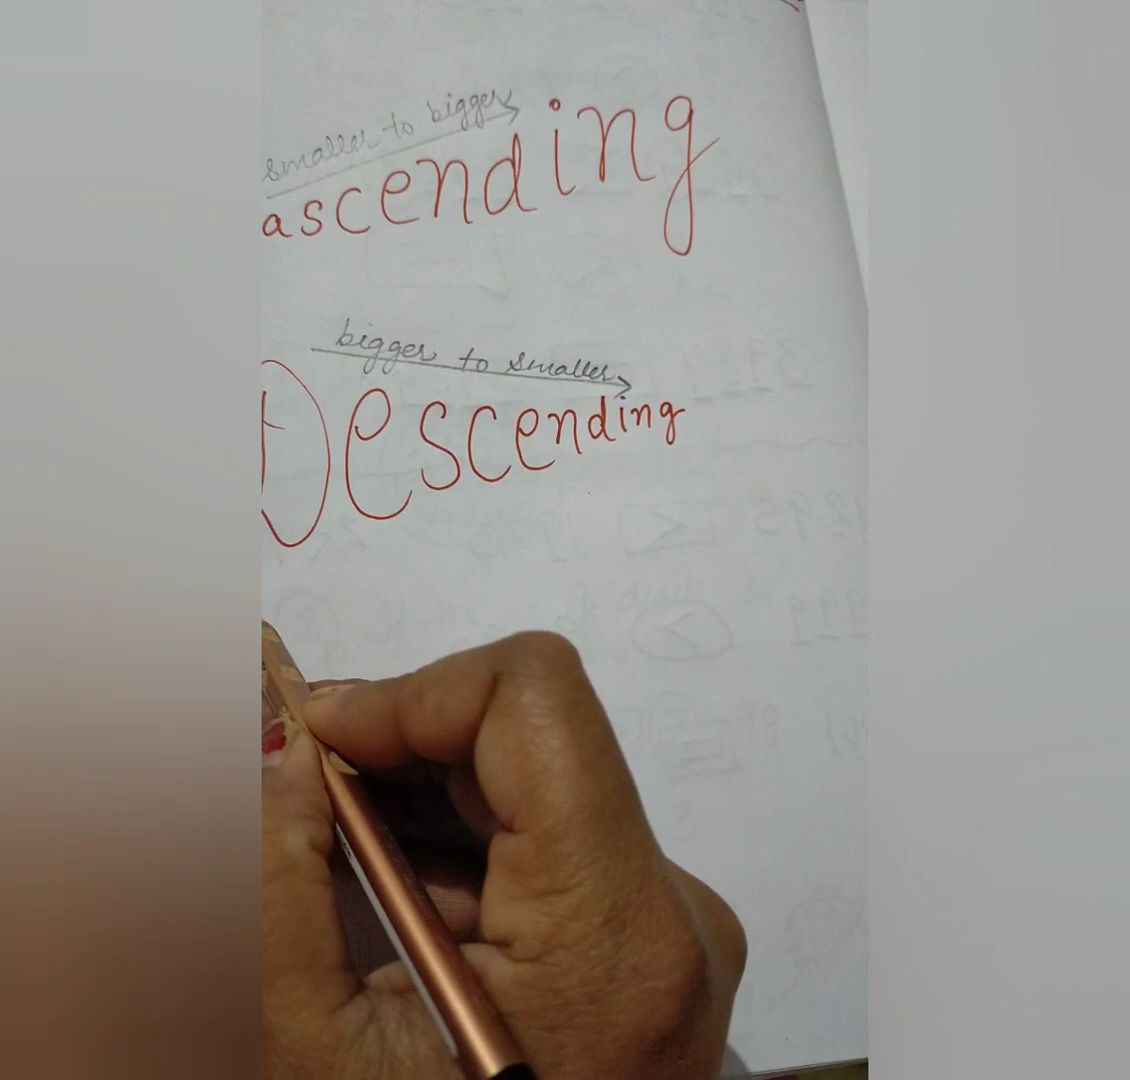 smaller to bigger
ascending
bigger to smaller
Descending